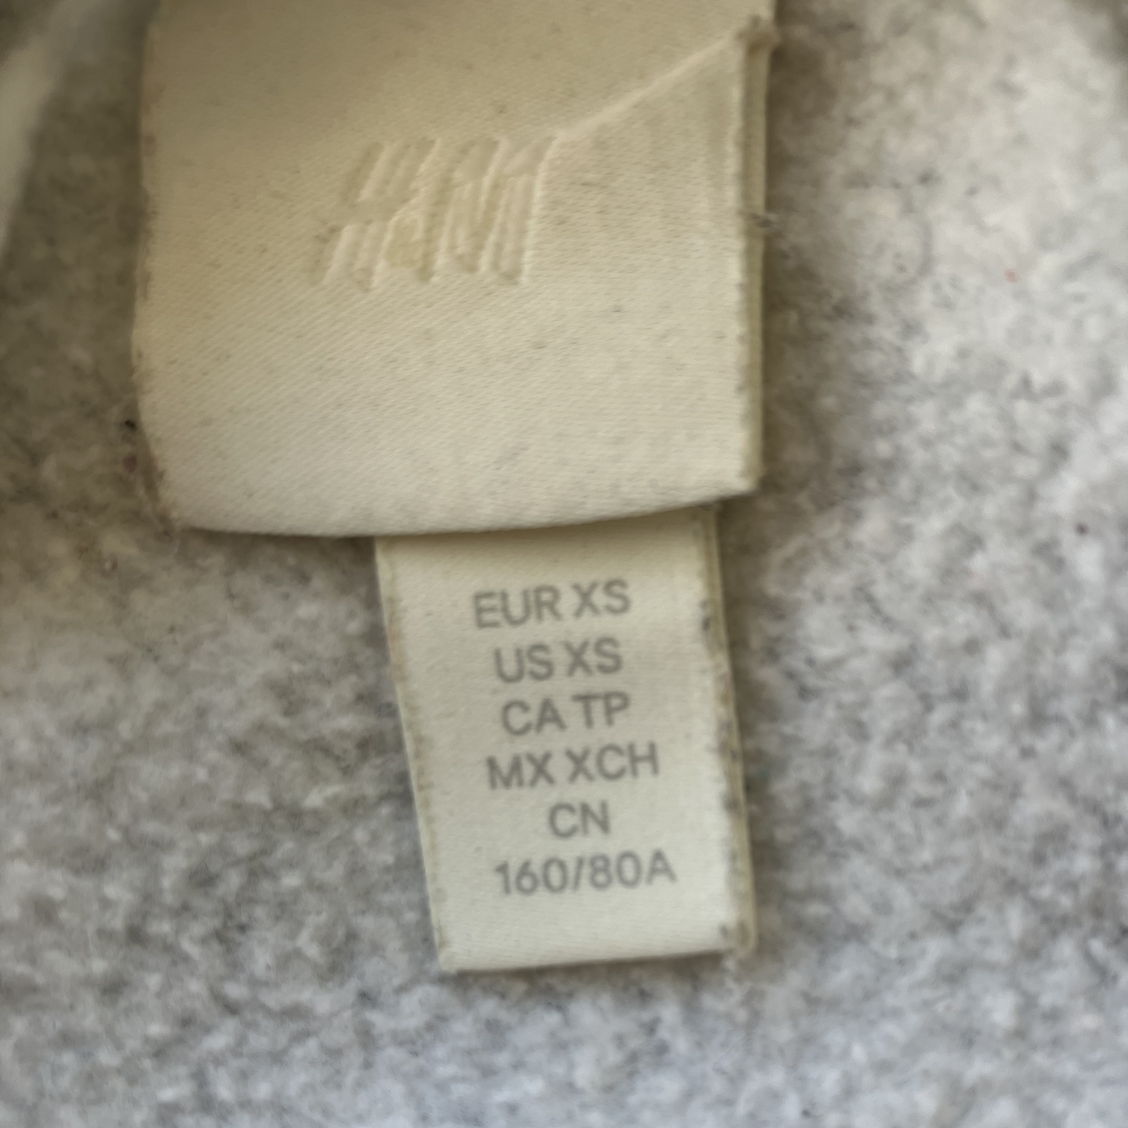 H&M
EUR XS
US XS
CA TP
MX XCH
CN
160/80A